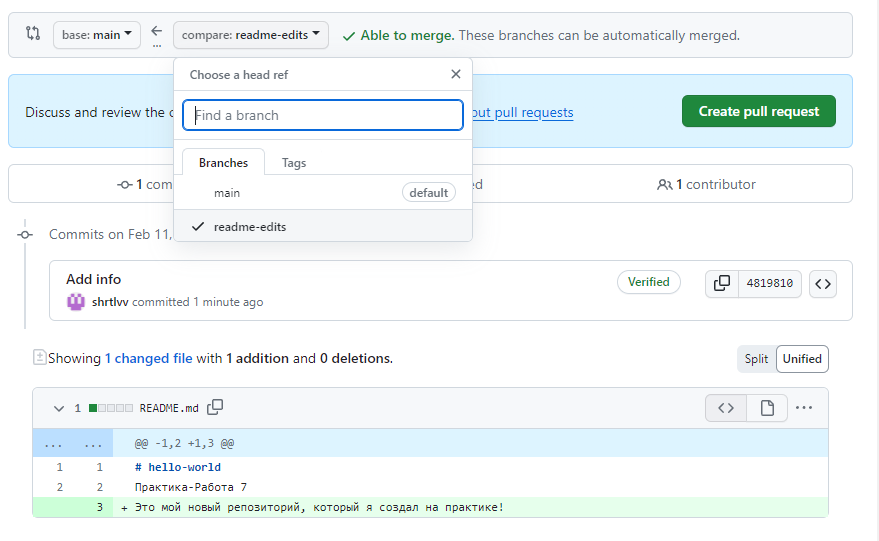 base: main ... compare: readme-edits Able to merge. These branches can be automatically merged.
Choose a head ref
Find a branch
Branches Tags
main default
readme-edits
Discuss and review the out pull requests Create pull request
1 com 1 contributor
Commits on Feb 11,
Add info
shrtlvv committed 1 minute ago
Verified 4819810
Showing 1 changed file with 1 addition and 0 deletions. Split Unified
1 README.md ...
... ... @@ -1,2 +1,3 @@
1 1 # hello-world
2 2 Практика-Работа 7
3 + Это мой новый репозиторий, который я создал на практике!